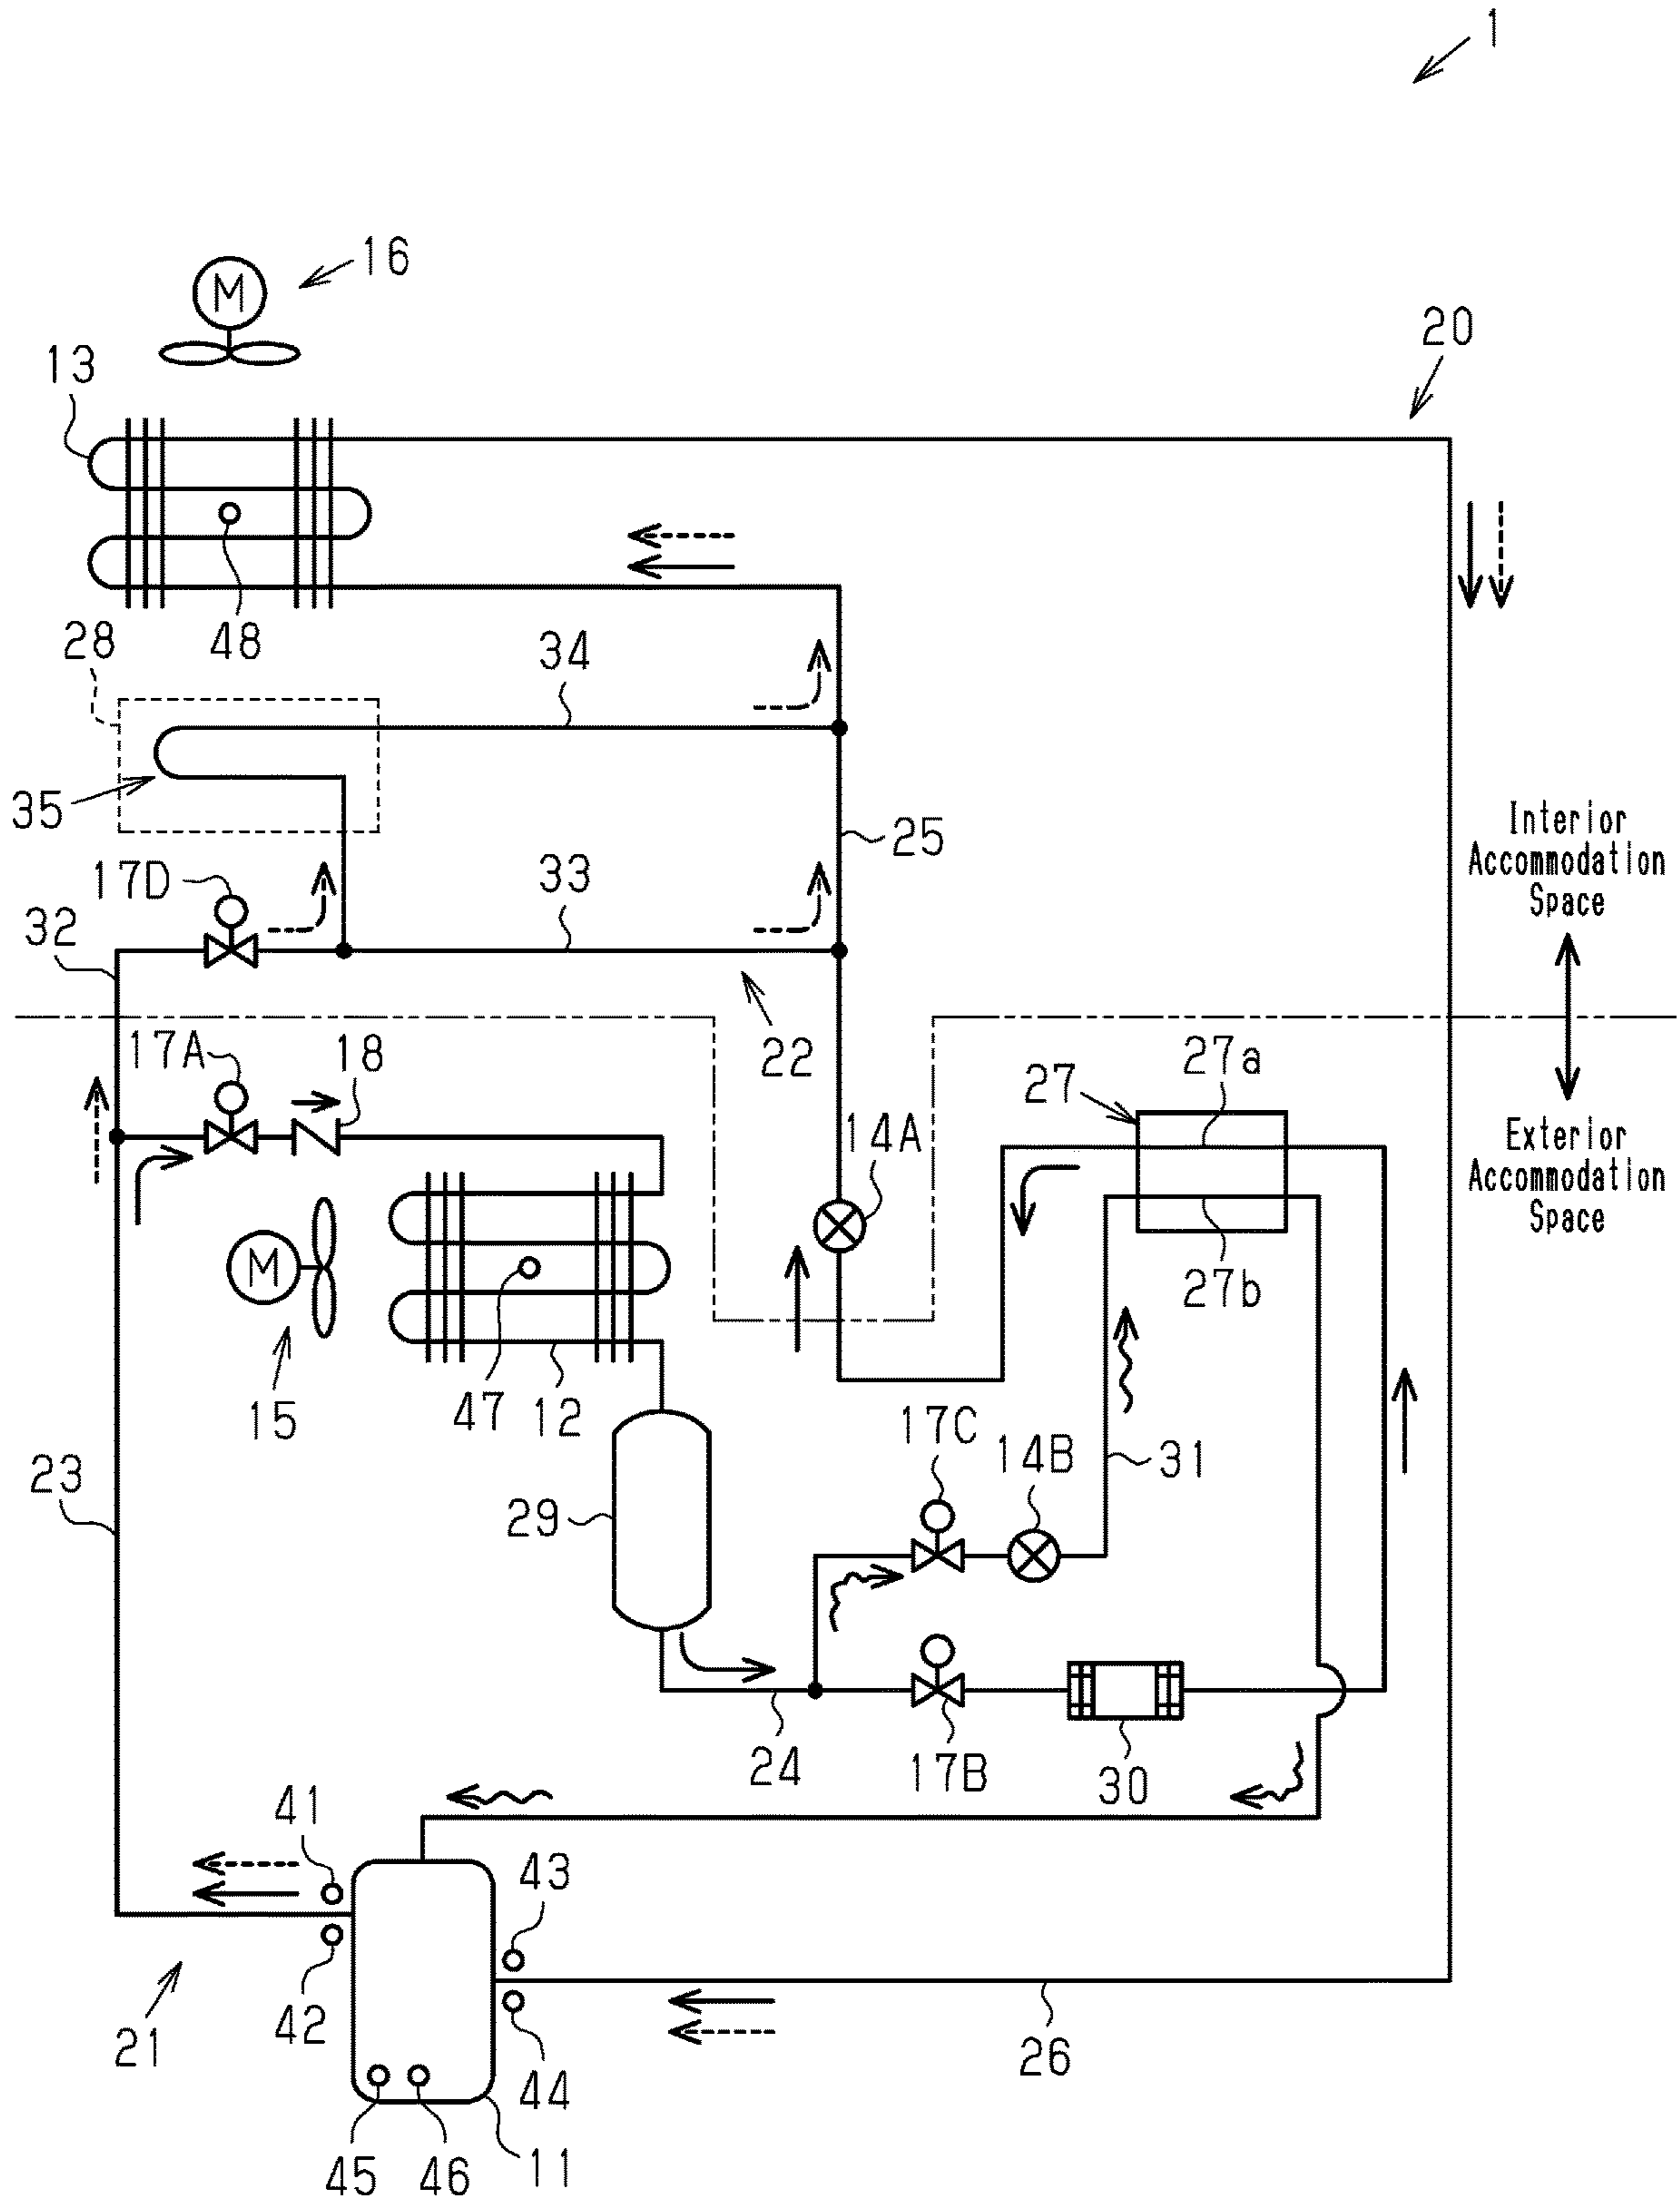 1
16
M
20
13
48
28
34
35
25
Interior
Accommodation
Space
17D
33
32
22
17A
18
27
27a
14A
Exterior
Accommodation
Space
M
27b
15
47
12
17C
14B
31
23
29
24
17B
30
41
43
42
21
44
26
45
46
11